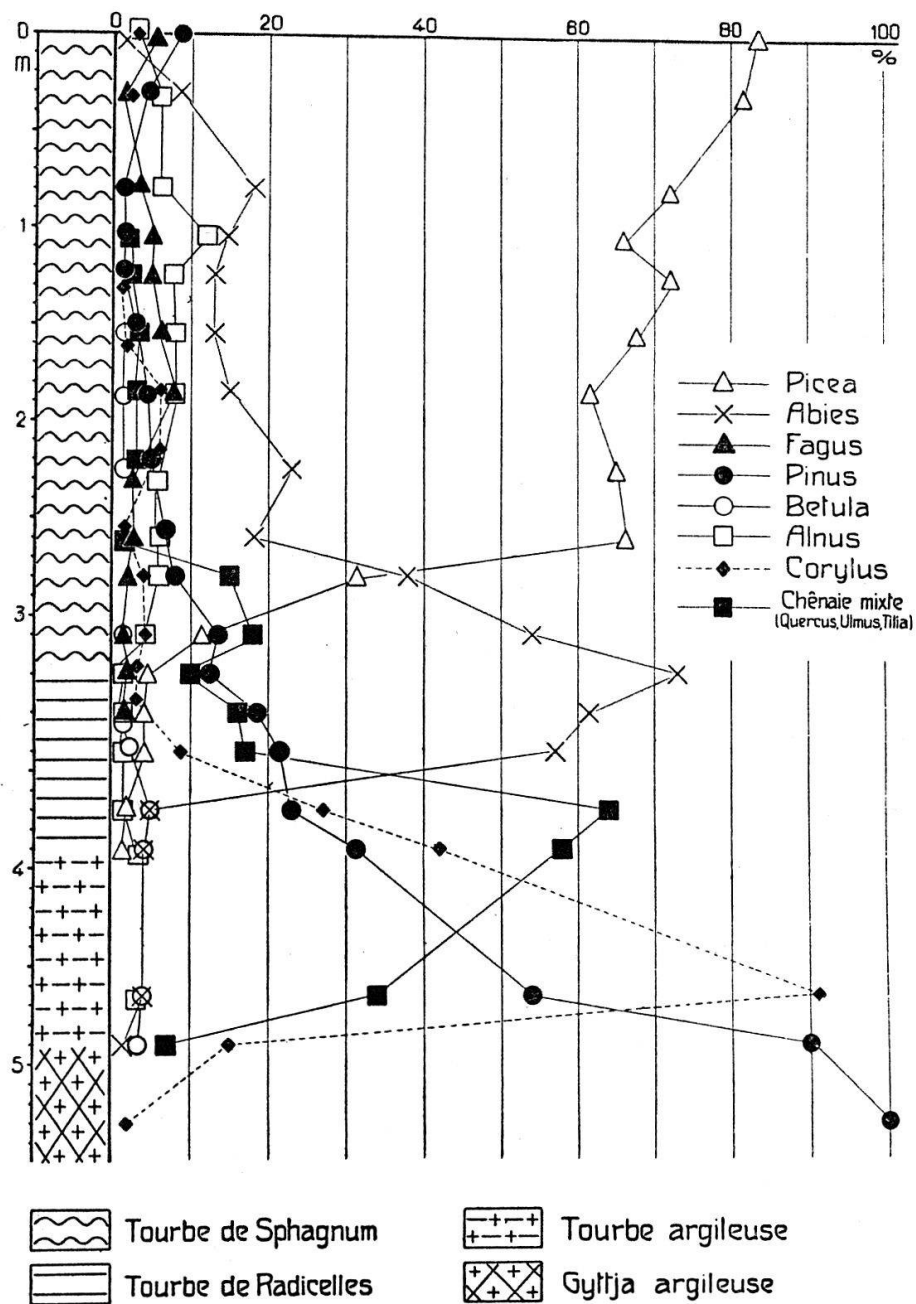 0 20 40 60 80 100
%
0
m
1
2
3
4
5
Picea
Abies
Fagus
Pinus
Betula
Alnus
Corylus
Chênaie mixte
(Quercus, Ulmus, Tilia)
Tourbe de Sphagnum
Tourbe argileuse
Tourbe de Radicelles
Gyttja argileuse